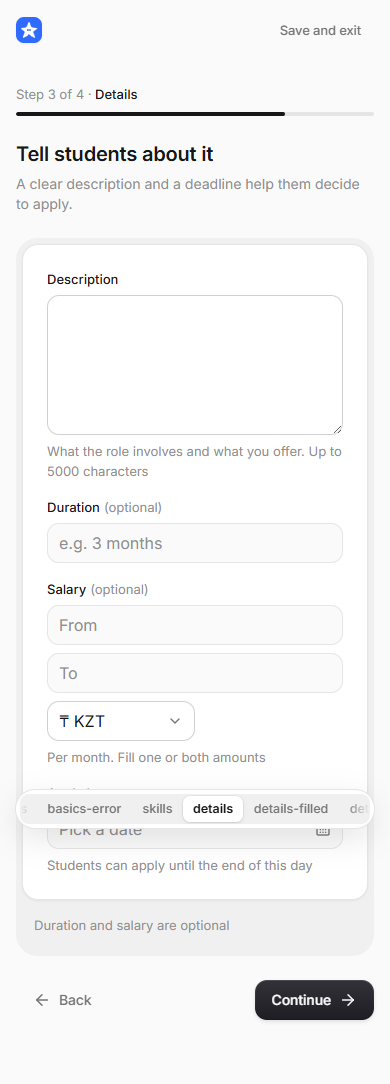 Save and exit
Step 3 of 4 · Details
Tell students about it
A clear description and a deadline help them decide
to apply.
Description
What the role involves and what you offer. Up to
5000 characters
Duration (optional)
e.g. 3 months
Salary (optional)
From
To
₸ KZT
Per month. Fill one or both amounts
basics-error skills details details-filled
Pick a date
Students can apply until the end of this day
Duration and salary are optional
Back
Continue